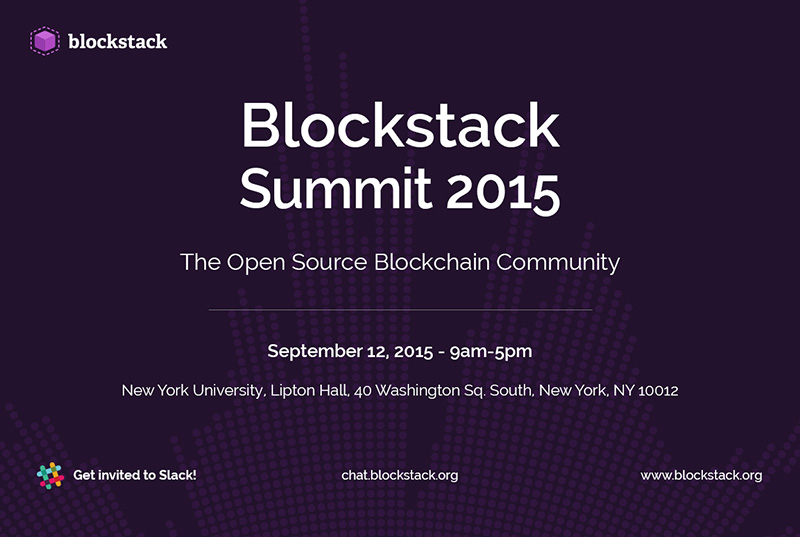 blockstack
Blockstack
Summit 2015
The Open Source Blockchain Community
September 12, 2015 - 9am-5pm
New York University, Lipton Hall, 40 Washington Sq. South, New York, NY 10012
Get invited to Slack!
chat.blockstack.org
www.blockstack.org